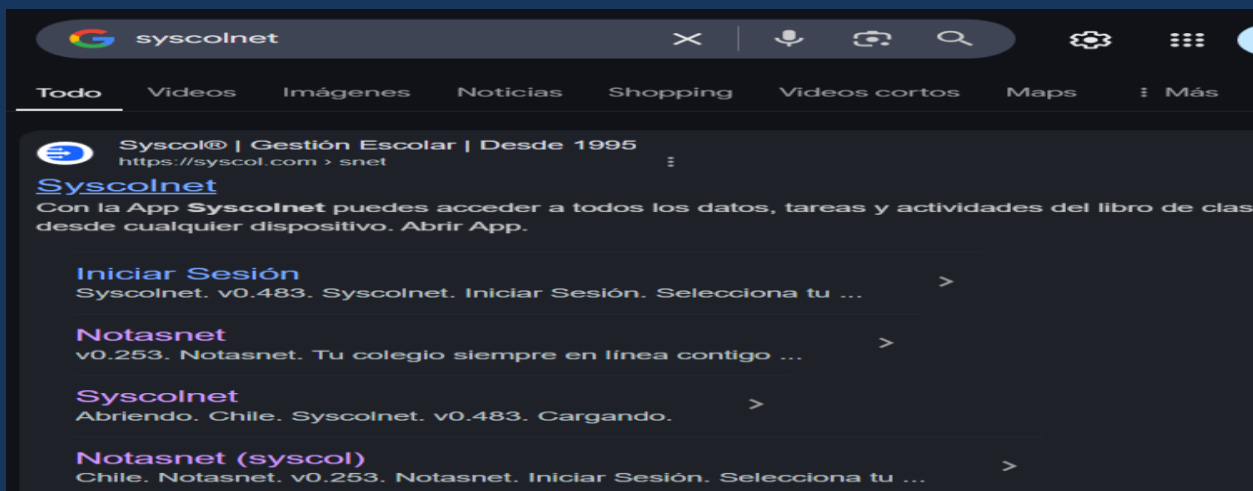 syscolnet
Todo Videos Imágenes Noticias Shopping Videos cortos Maps Más
Syscol® | Gestión Escolar | Desde 1995
https://syscol.com › snet
Syscolnet
Con la App Syscolnet puedes acceder a todos los datos, tareas y actividades del libro de clas
desde cualquier dispositivo. Abrir App.
Iniciar Sesión
Syscolnet. v0.483. Syscolnet. Iniciar Sesión. Selecciona tu ...
Notasnet
v0.253. Notasnet. Tu colegio siempre en línea contigo ...
Syscolnet
Abriendo. Chile. Syscolnet. v0.483. Cargando.
Notasnet (syscol)
Chile. Notasnet. v0.253. Notasnet. Iniciar Sesión. Selecciona tu ...